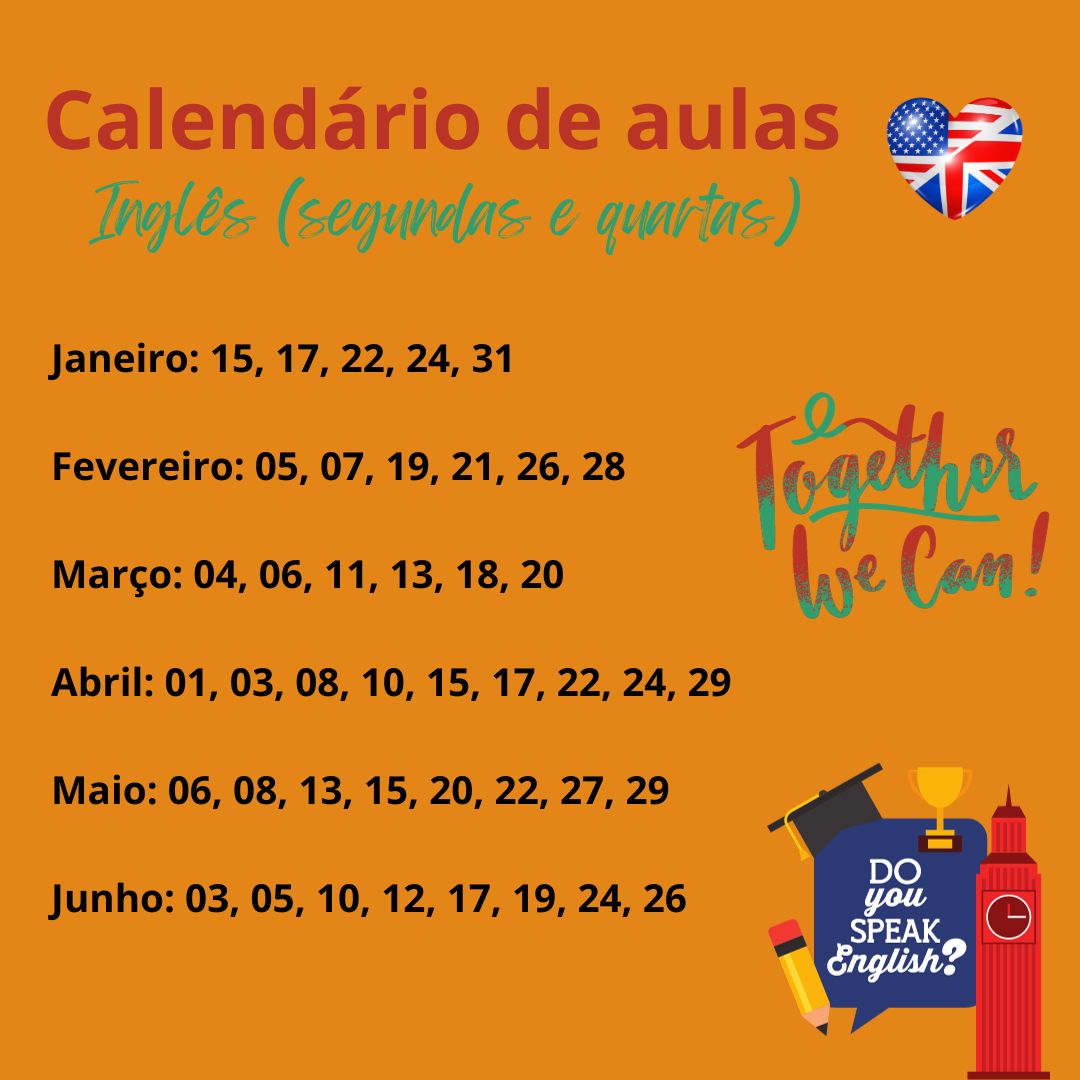 Calendário de aulas
Inglês (segundas e quartas)
Janeiro: 15, 17, 22, 24, 31
Fevereiro: 05, 07, 19, 21, 26, 28
Together
We Can!
Março: 04, 06, 11, 13, 18, 20
Abril: 01, 03, 08, 10, 15, 17, 22, 24, 29
Maio: 06, 08, 13, 15, 20, 22, 27, 29
Junho: 03, 05, 10, 12, 17, 19, 24, 26
DO
you
SPEAK
English?